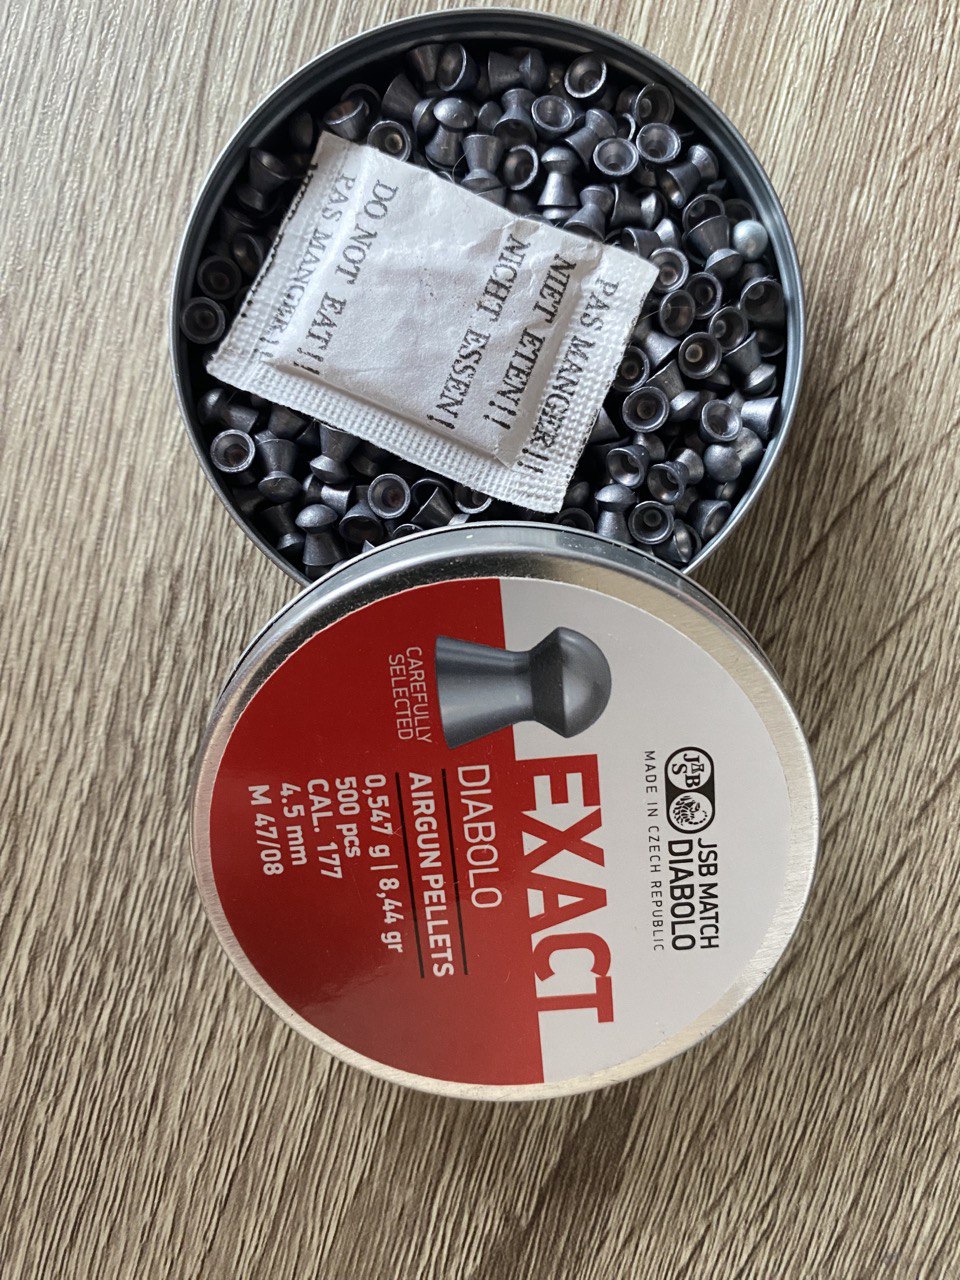 DO NOT EAT!!
PAS MANGER!!
PAS MANGER!!
NIET ETEN!!
NICHT ESSEN!
JSB
JSB MATCH
DIABOLO
MADE IN CZECH REPUBLIC
EXACT
DIABOLO
AIRGUN PELLETS
0,547 g | 8,44 gr
500 pcs
CAL. 177
4.5 mm
M 47/08
CAREFULLY
SELECTED